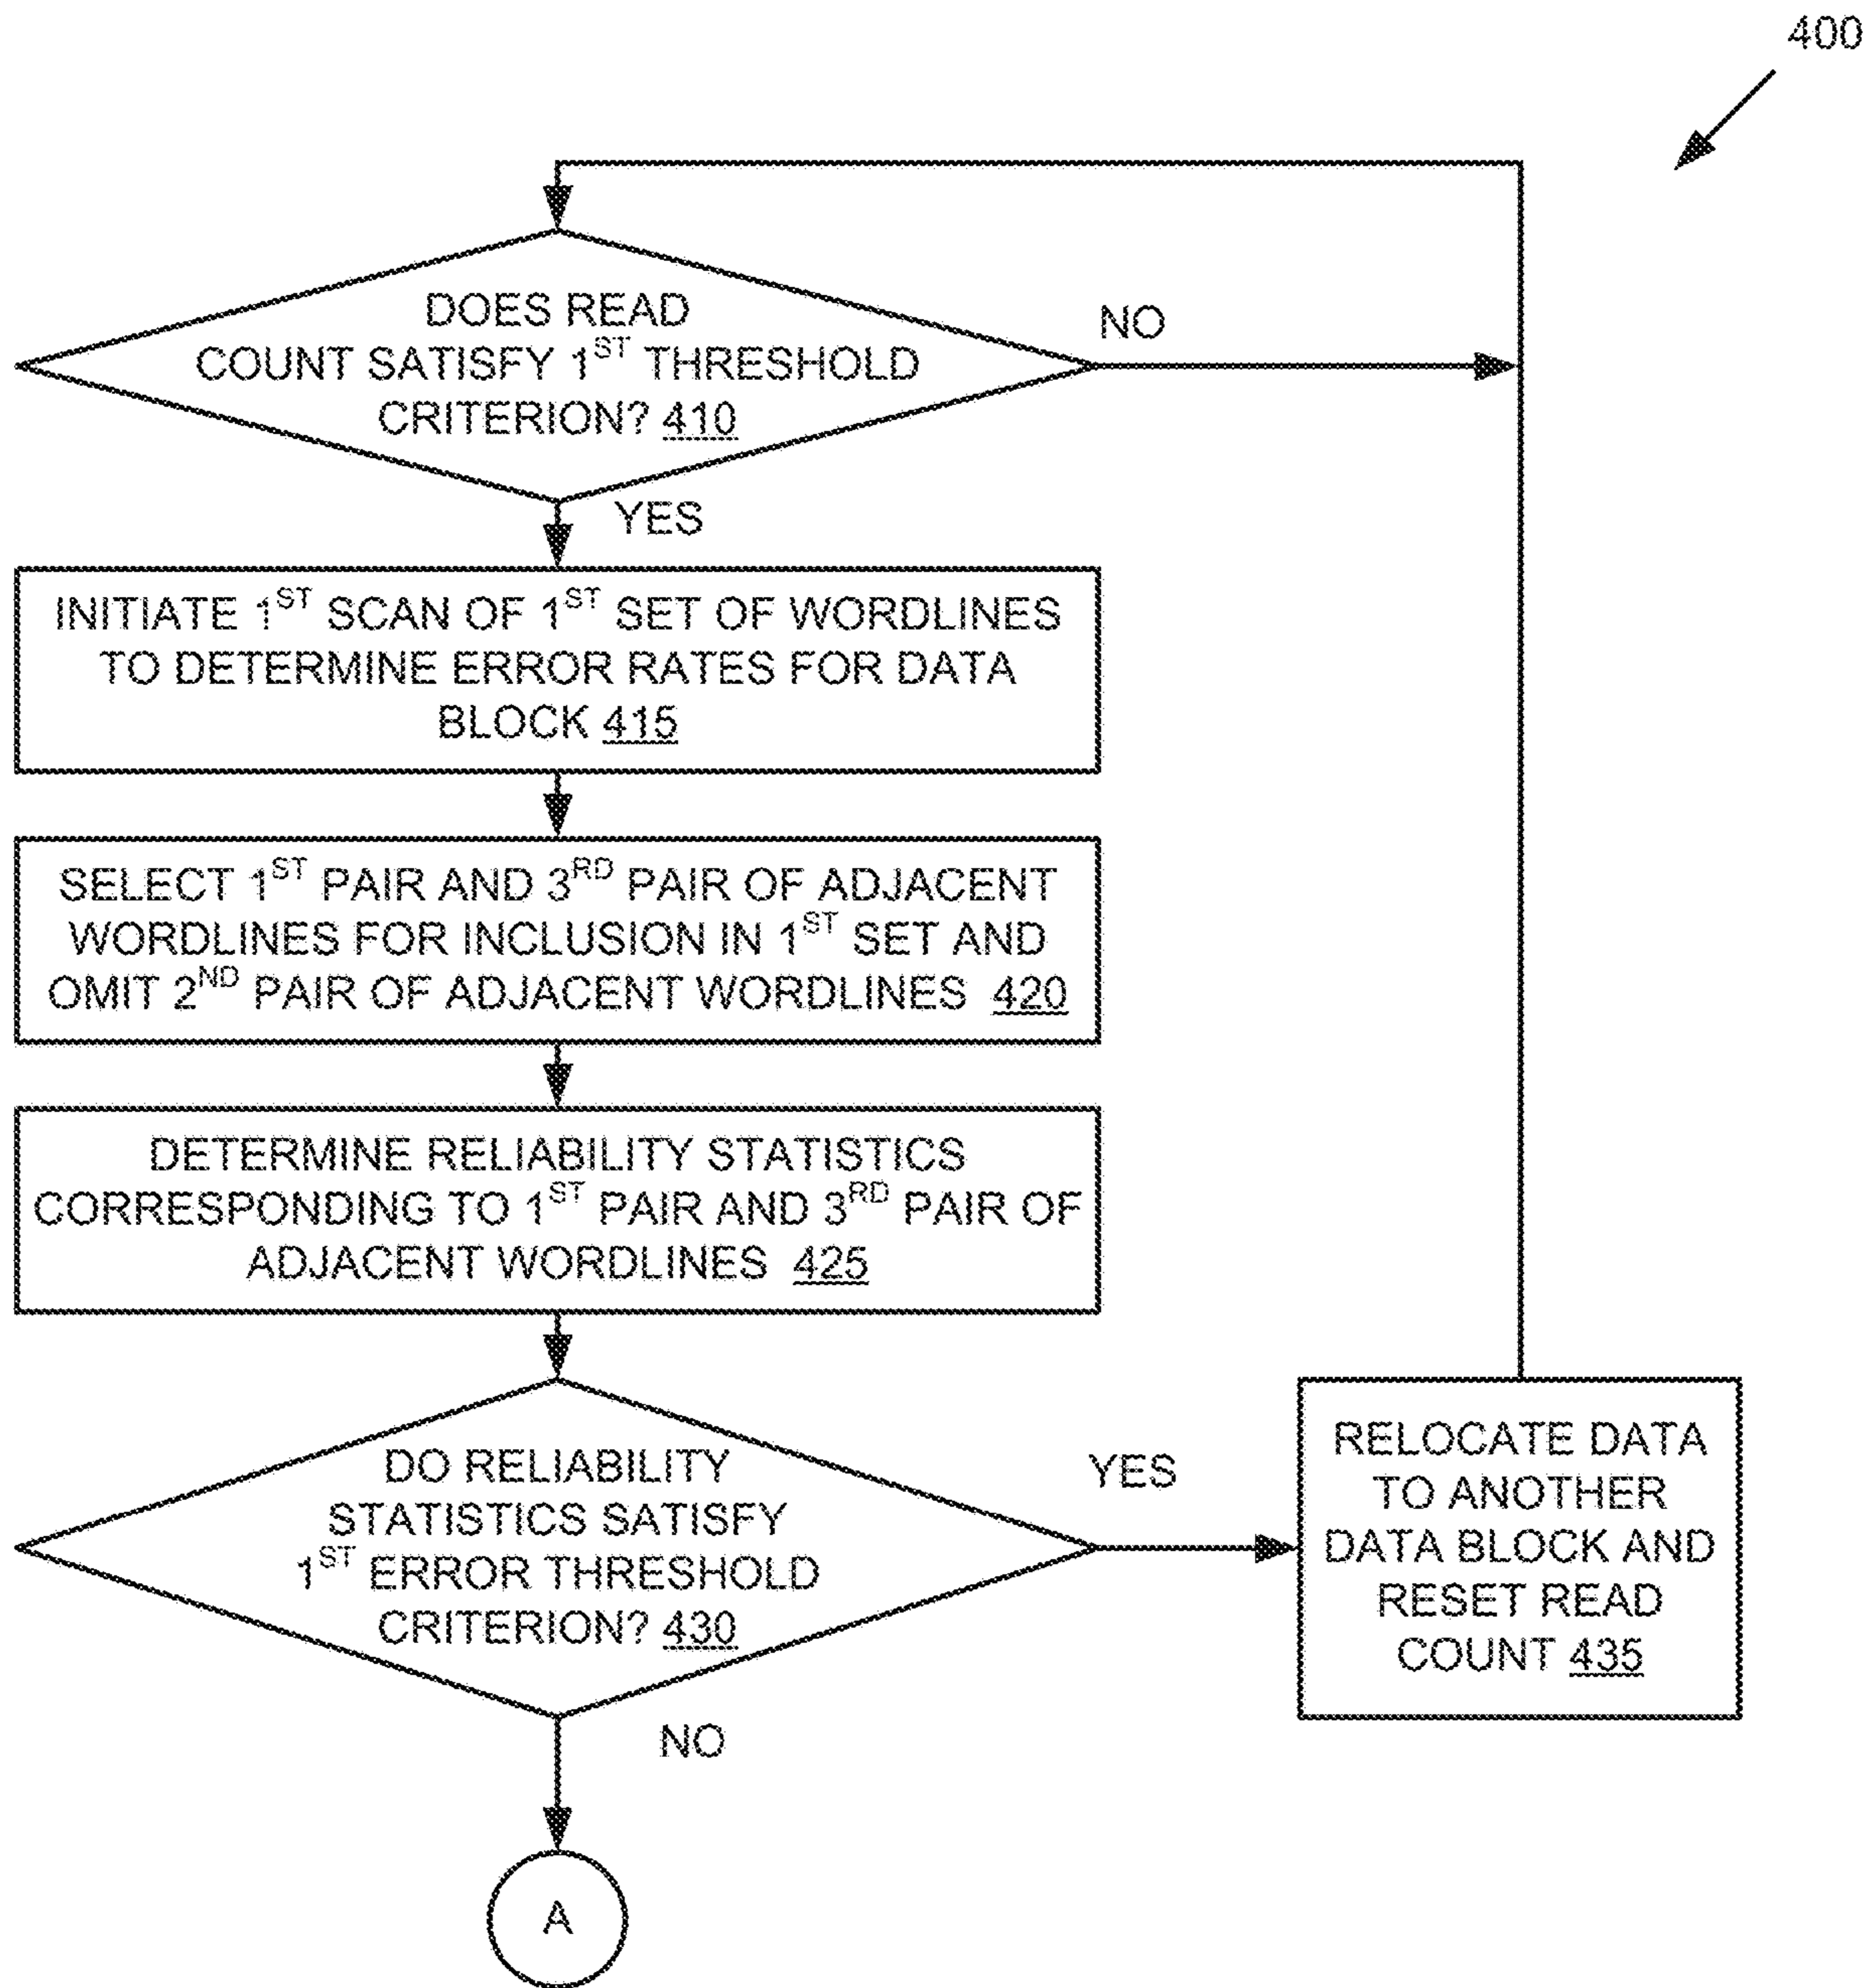 400
DOES READ
COUNT SATISFY 1ST THRESHOLD
CRITERION? 410
NO
YES
INITIATE 1ST SCAN OF 1ST SET OF WORDLINES
TO DETERMINE ERROR RATES FOR DATA
BLOCK 415
SELECT 1ST PAIR AND 3RD PAIR OF ADJACENT
WORDLINES FOR INCLUSION IN 1ST SET AND
OMIT 2ND PAIR OF ADJACENT WORDLINES 420
DETERMINE RELIABILITY STATISTICS
CORRESPONDING TO 1ST PAIR AND 3RD PAIR OF
ADJACENT WORDLINES 425
DO RELIABILITY
STATISTICS SATISFY
1ST ERROR THRESHOLD
CRITERION? 430
YES
RELOCATE DATA
TO ANOTHER
DATA BLOCK AND
RESET READ
COUNT 435
NO
A